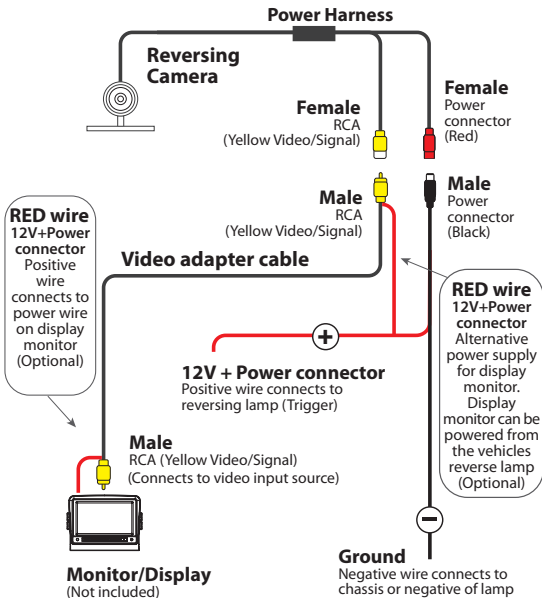 Power Harness
Reversing
Camera
Female
RCA
(Yellow Video/Signal)
Female
Power
connector
(Red)
Male
RCA
(Yellow Video/Signal)
Male
Power
connector
(Black)
RED wire
12V+Power
connector
Positive
wire
connects to
power wire
on display
monitor
(Optional)
Video adapter cable
RED wire
12V+Power
connector
Alternative
power supply
for display
monitor.
Display
monitor can be
powered from
the vehicles
reverse lamp
(Optional)
+
12V + Power connector
Positive wire connects to
reversing lamp (Trigger)
Male
RCA (Yellow Video/Signal)
(Connects to video input source)
−
Monitor/Display
(Not included)
Ground
Negative wire connects to
chassis or negative of lamp